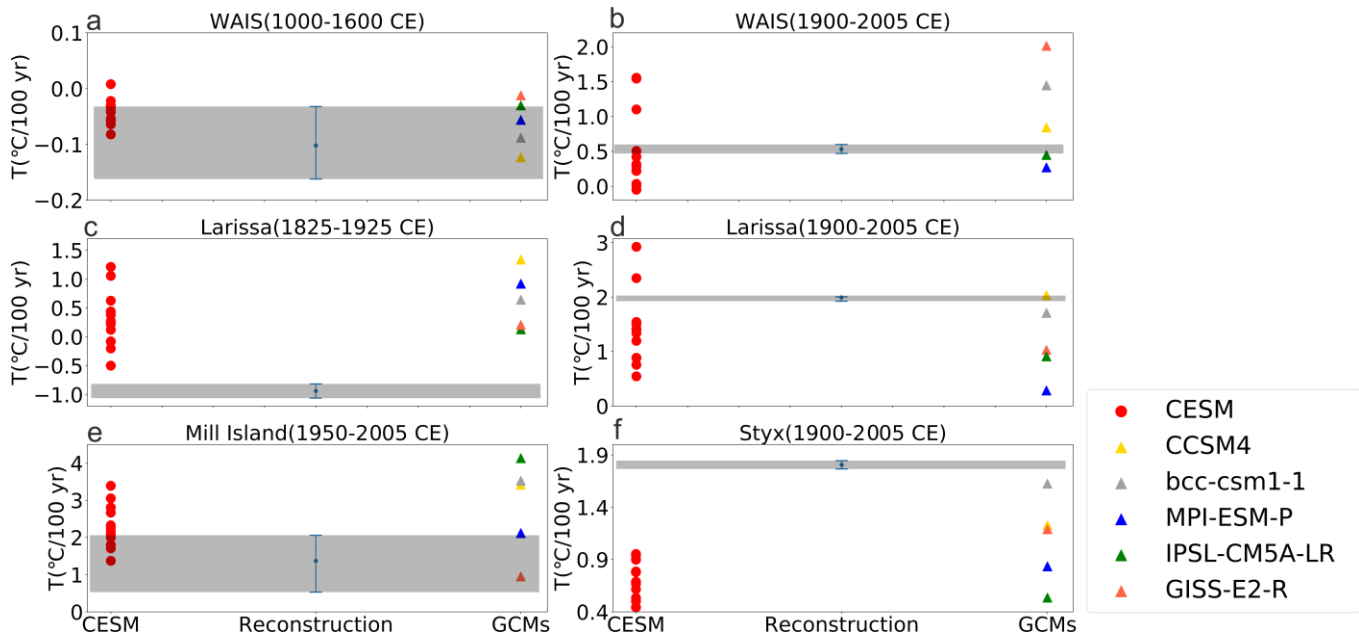 a
WAIS(1000-1600 CE)
T(°C/100 yr)
0.1
0.0
−0.1
−0.2
b
WAIS(1900-2005 CE)
T(°C/100 yr)
2.0
1.5
1.0
0.5
0.0
c
Larissa(1825-1925 CE)
T(°C/100 yr)
1.5
1.0
0.5
0.0
−0.5
−1.0
d
Larissa(1900-2005 CE)
T(°C/100 yr)
3
2
1
0
e
Mill Island(1950-2005 CE)
T(°C/100 yr)
4
3
2
1
0
CESM
Reconstruction
GCMs
f
Styx(1900-2005 CE)
T(°C/100 yr)
1.9
1.4
0.9
0.4
CESM
Reconstruction
GCMs
CESM
CCSM4
bcc-csm1-1
MPI-ESM-P
IPSL-CM5A-LR
GISS-E2-R